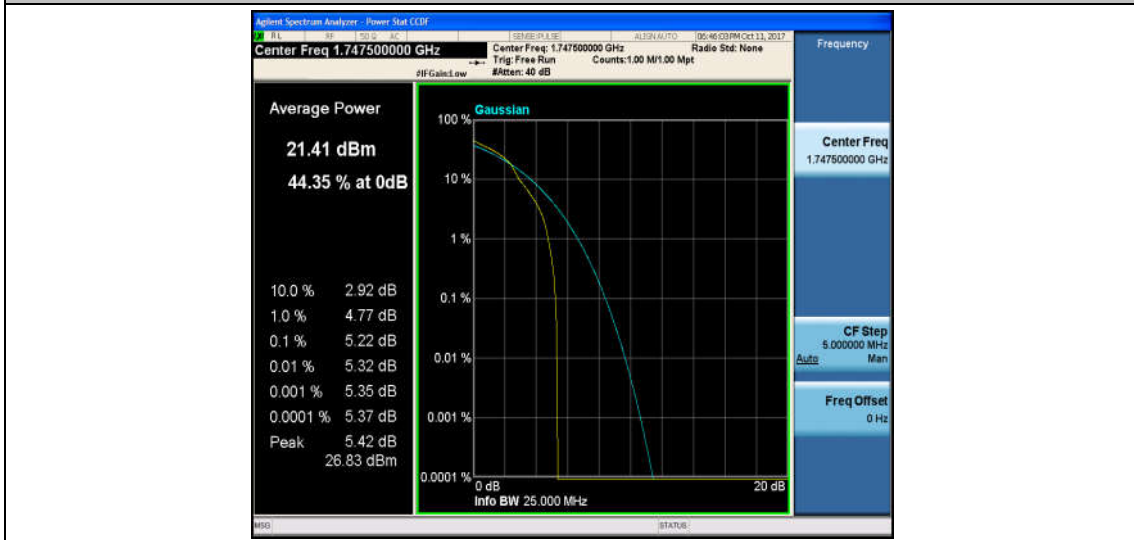 Agilent Spectrum Analyzer - Power Stat CCDF
RL RF 50 Ω AC SENSE:PULSE ALIGN AUTO 06:46:03 PM Oct 11, 2017
Center Freq 1.747500000 GHz
Center Freq: 1.747500000 GHz Radio Std: None
Trig: Free Run Counts:1.00 M/1.00 Mpt
#IFGain:Low #Atten: 40 dB
Frequency
Average Power
21.41 dBm
44.35 % at 0dB
10.0 % 2.92 dB
1.0 % 4.77 dB
0.1 % 5.22 dB
0.01 % 5.32 dB
0.001 % 5.35 dB
0.0001 % 5.37 dB
Peak 5.42 dB
26.83 dBm
Gaussian
100 %
10 %
1 %
0.1 %
0.01 %
0.001 %
0.0001 %
0 dB 20 dB
Info BW 25.000 MHz
Center Freq
1.747500000 GHz
CF Step
5.000000 MHz
Auto Man
Freq Offset
0 Hz
MSG STATUS